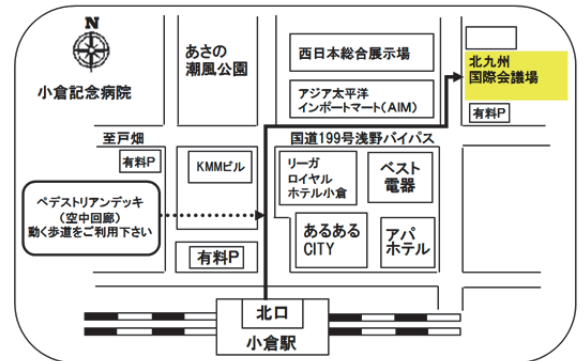 N
小倉記念病院
あさの
潮風公園
西日本総合展示場
アジア太平洋
インポートマート(AIM)
北九州
国際会議場
有料P
至戸畑
国道199号浅野バイパス
有料P
KMMビル
リーガ
ロイヤル
ホテル小倉
ベスト
電器
ペデストリアンデッキ
(空中回廊)
動く歩道をご利用下さい
有料P
あるある
CITY
アパ
ホテル
北口
小倉駅